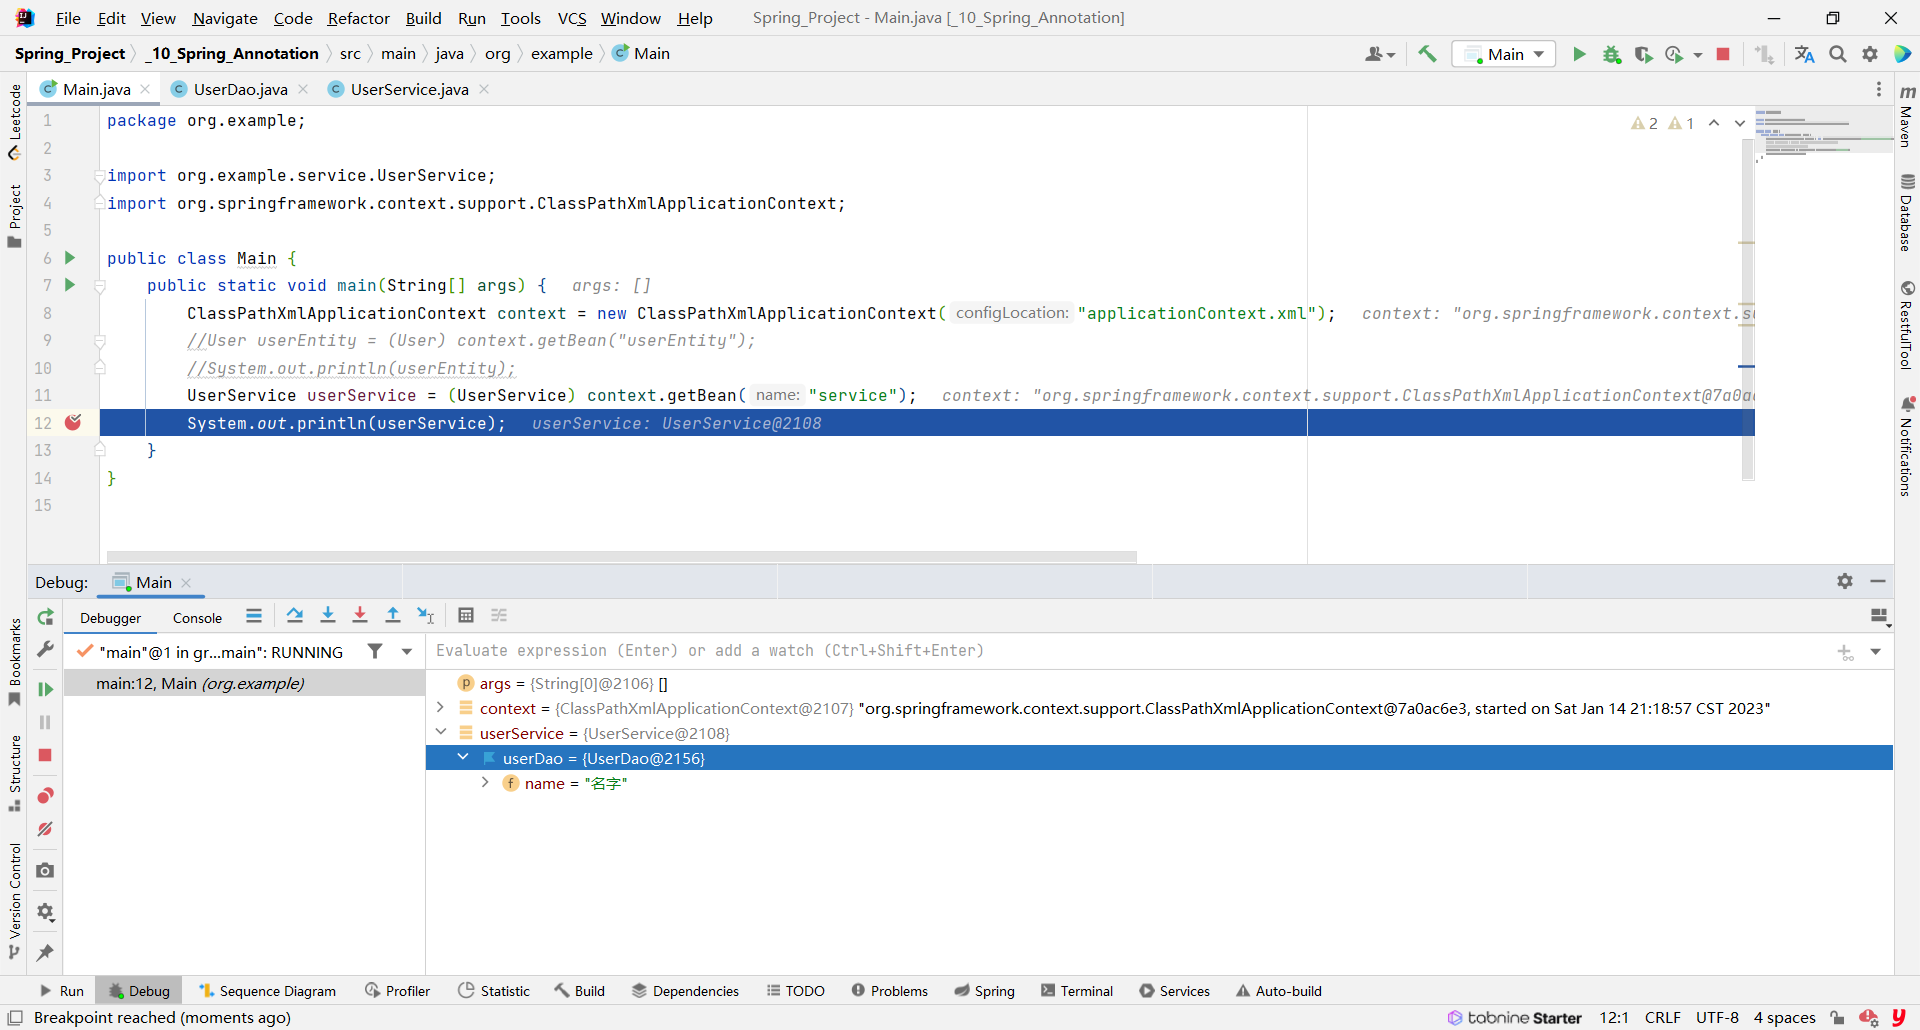 File Edit View Navigate Code Refactor Build Run Tools VCS Window Help Spring_Project - Main.java [_10_Spring_Annotation]
Spring_Project _10_Spring_Annotation src main java org example Main
Main
Main.java UserDao.java UserService.java
1 package org.example;
2 1
2
3 import org.example.service.UserService;
4 import org.springframework.context.support.ClassPathXmlApplicationContext;
5
6 public class Main {
7 public static void main(String[] args) { args: []
8 ClassPathXmlApplicationContext context = new ClassPathXmlApplicationContext( configLocation: "applicationContext.xml"); context: "org.springframework.context.su
9 //User userEntity = (User) context.getBean("userEntity");
10 //System.out.println(userEntity);
11 UserService userService = (UserService) context.getBean( name: "service"); context: "org.springframework.context.support.ClassPathXmlApplicationContext@7a0ac
12 System.out.println(userService); userService: UserService@2108
13 }
14 }
15
Leetcode
Project
Bookmarks
Structure
Version Control
m Maven
Database
RestfulTool
Notifications
Debug: Main
Debugger Console
"main"@1 in gr...main": RUNNING
main:12, Main (org.example)
Evaluate expression (Enter) or add a watch (Ctrl+Shift+Enter)
p args = {String[0]@2106} []
context = {ClassPathXmlApplicationContext@2107} "org.springframework.context.support.ClassPathXmlApplicationContext@7a0ac6e3, started on Sat Jan 14 21:18:57 CST 2023"
userService = {UserService@2108}
userDao = {UserDao@2156}
f name = "名字"
Run Debug Sequence Diagram Profiler Statistic Build Dependencies TODO Problems Spring Terminal Services Auto-build
Breakpoint reached (moments ago)
tabnine Starter 12:1 CRLF UTF-8 4 spaces